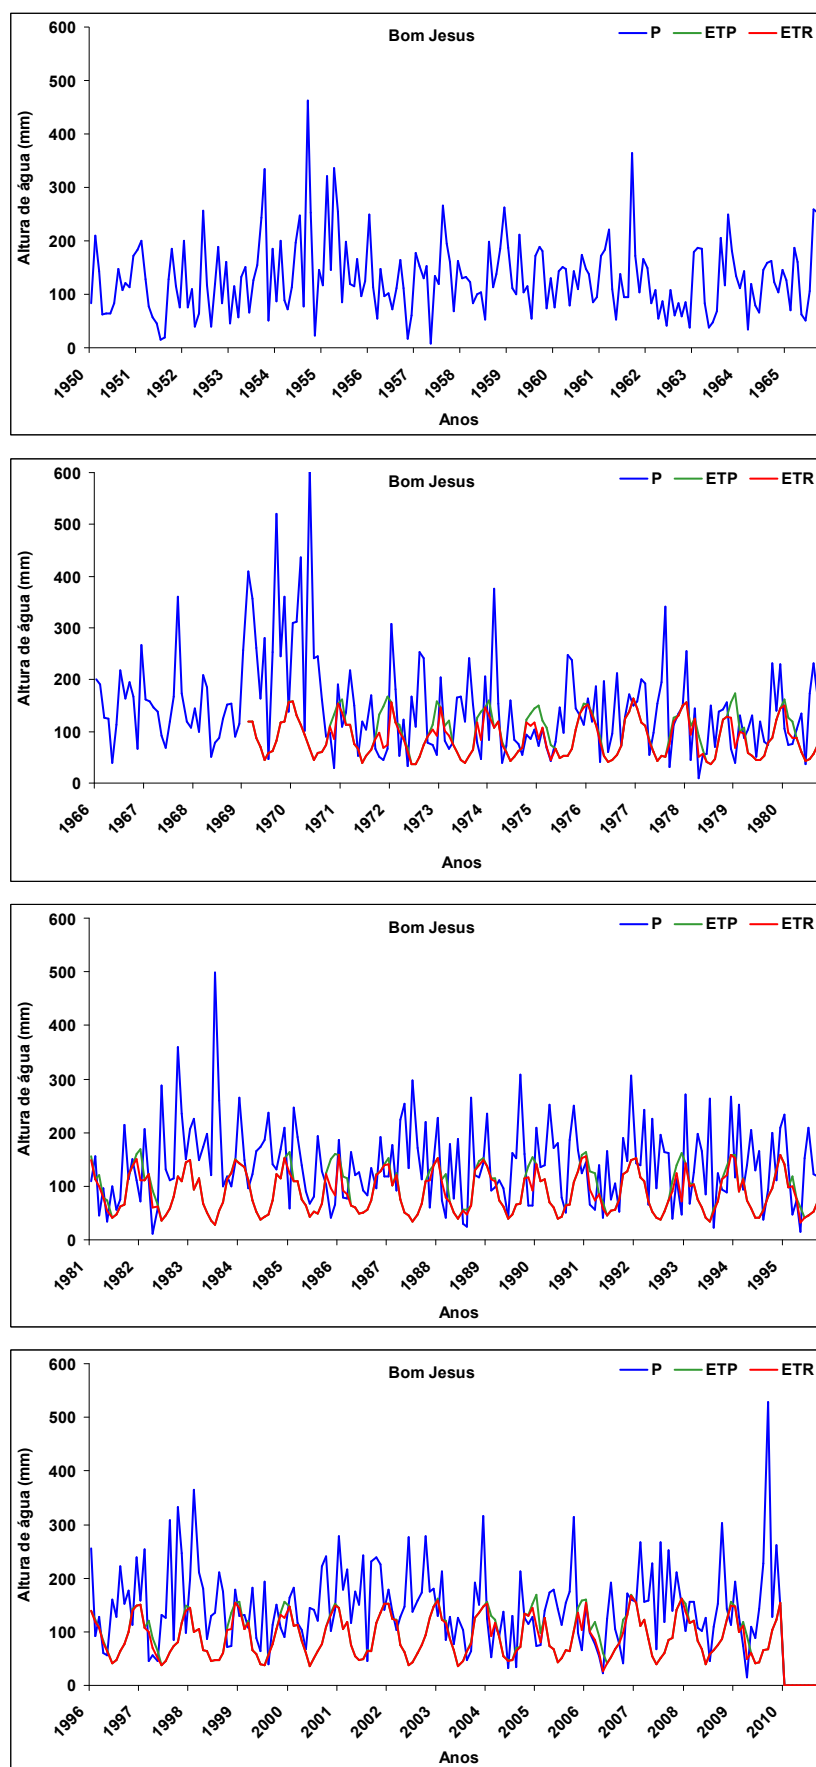 Bom Jesus
P ETP ETR
Altura de água (mm)
600
500
400
300
200
100
0
1950 1951 1952 1953 1954 1955 1956 1957 1958 1959 1960 1961 1962 1963 1964 1965
Anos
Bom Jesus
P ETP ETR
Altura de água (mm)
600
500
400
300
200
100
0
1966 1967 1968 1969 1970 1971 1972 1973 1974 1975 1976 1977 1978 1979 1980
Anos
Bom Jesus
P ETP ETR
Altura de água (mm)
600
500
400
300
200
100
0
1981 1982 1983 1984 1985 1986 1987 1988 1989 1990 1991 1992 1993 1994 1995
Anos
Bom Jesus
P ETP ETR
Altura de água (mm)
600
500
400
300
200
100
0
1996 1997 1998 1999 2000 2001 2002 2003 2004 2005 2006 2007 2008 2009 2010
Anos